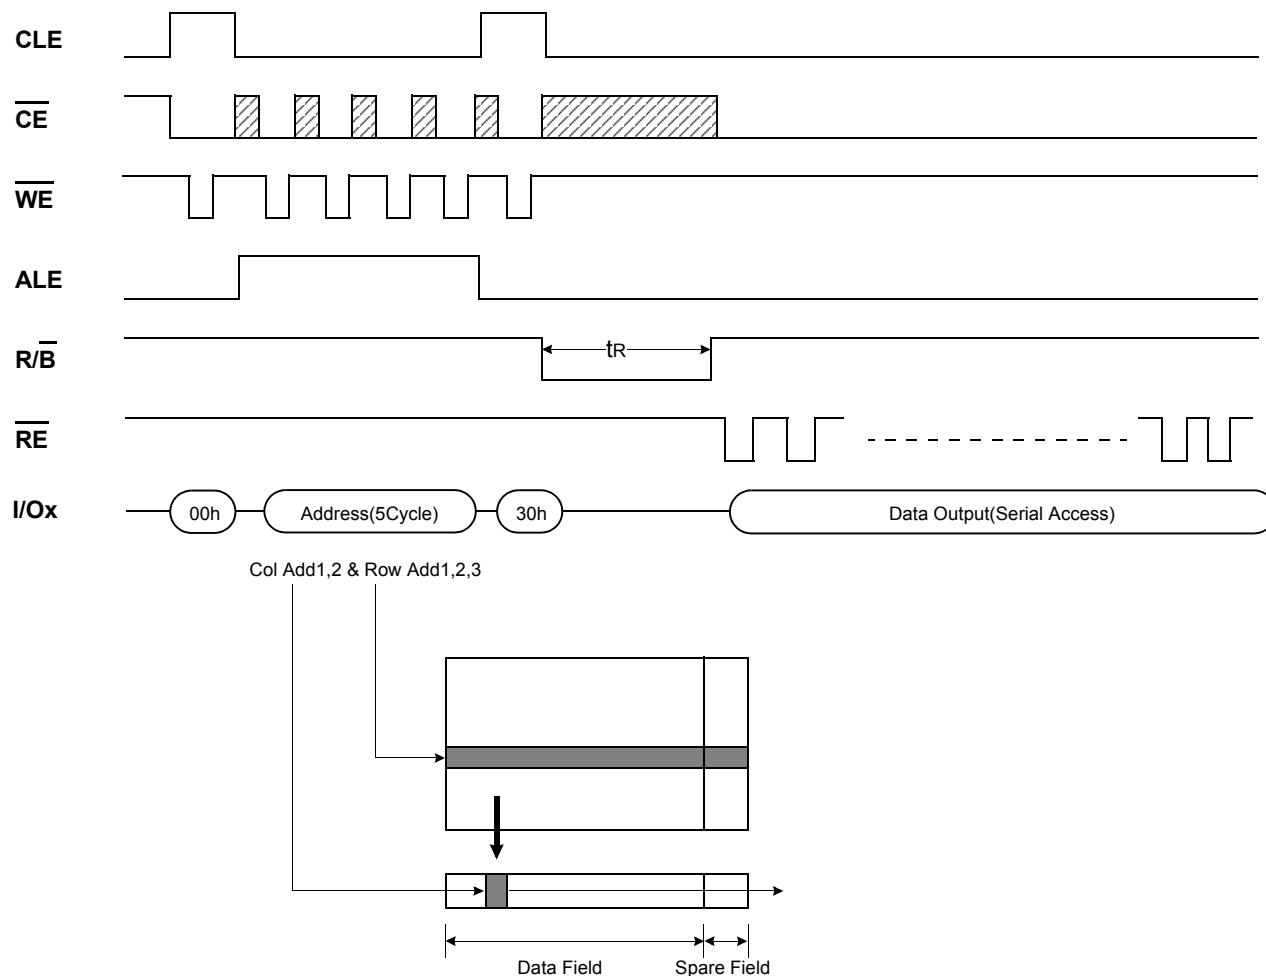 CLE
CE
WE
ALE
R/B
tR
RE
I/Ox
00h
Address(5Cycle)
30h
Data Output(Serial Access)
Col Add1,2 & Row Add1,2,3
Data Field
Spare Field